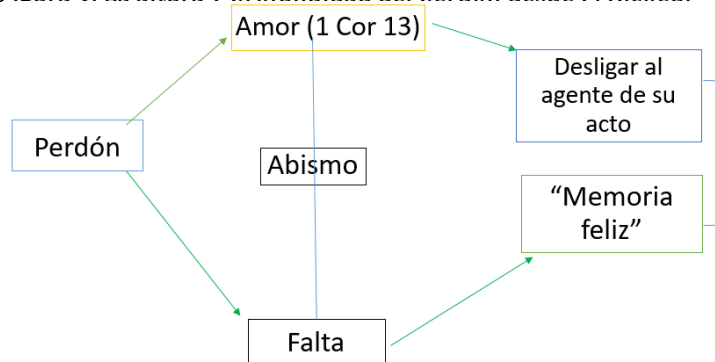 Amor (1 Cor 13)
Desligar al
agente de su
acto
Perdón
Abismo
“Memoria
feliz”
Falta